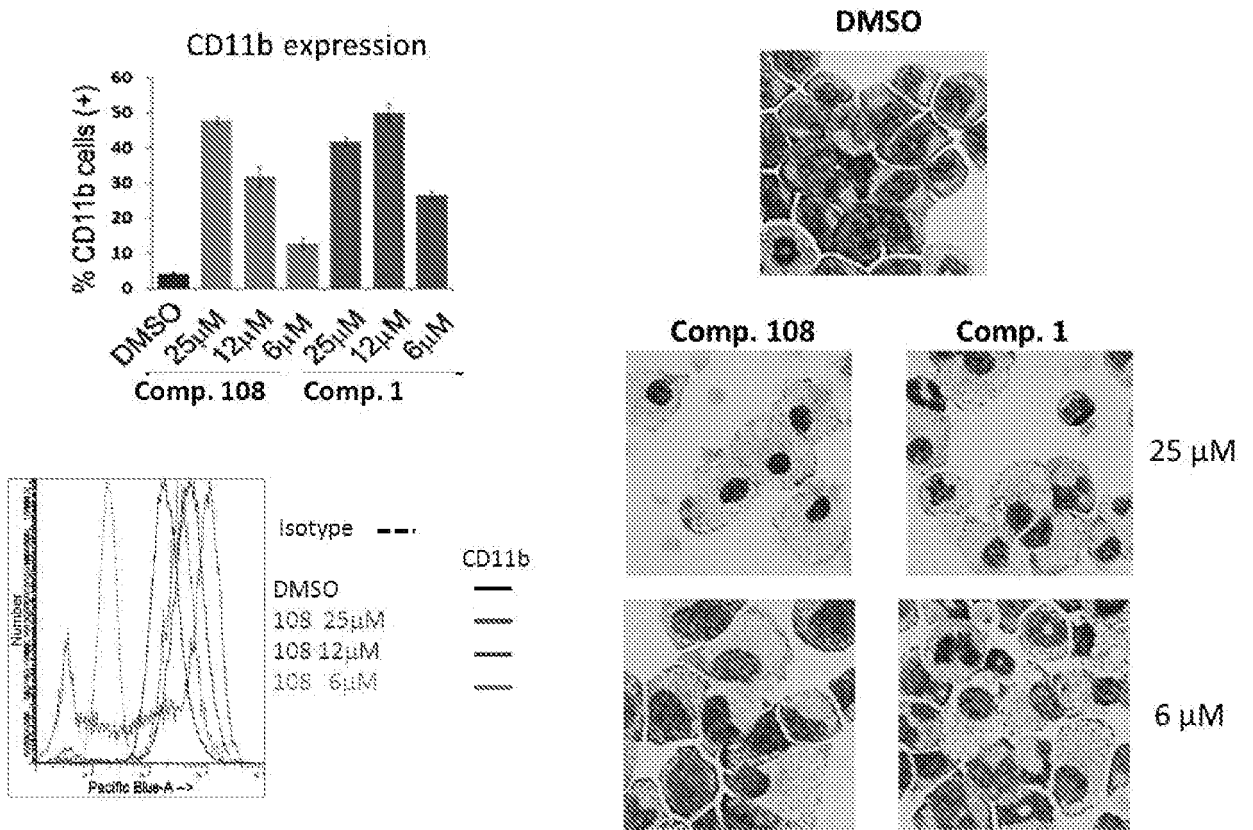 CD11b expression
% CD11b cells (+)
60
50
40
30
20
10
0
DMSO
25µM
12µM
6µM
25µM
12µM
6µM
Comp. 108
Comp. 1
Isotype
CD11b
DMSO
108 25µM
108 12µM
108 6µM
Number
Pacific Blue-A -->
DMSO
Comp. 108
Comp. 1
25 µM
6 µM